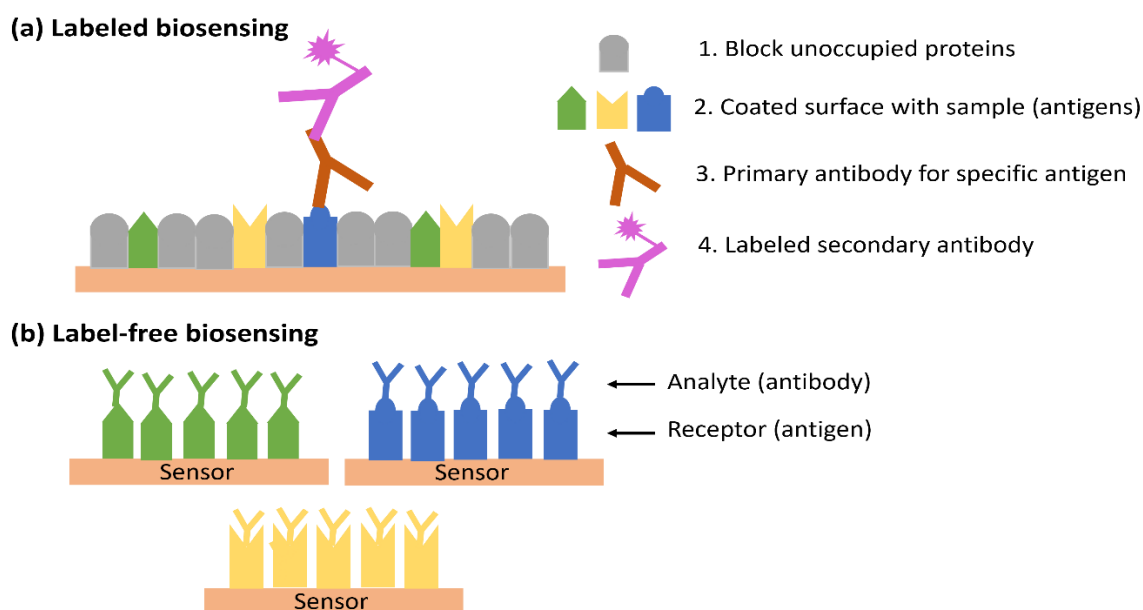 (a) Labeled biosensing
1. Block unoccupied proteins
2. Coated surface with sample (antigens)
3. Primary antibody for specific antigen
4. Labeled secondary antibody
(b) Label-free biosensing
Analyte (antibody)
Receptor (antigen)
Sensor
Sensor
Sensor